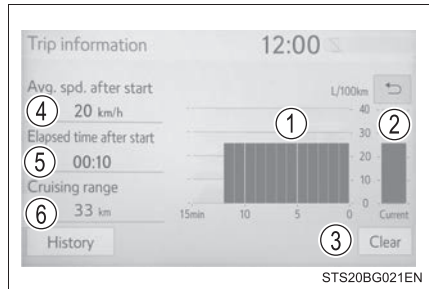 Trip information 12:00
Avg. spd. after start
L/100km
④ 20 km/h
① ②
40
30
20
10
0
Elapsed time after start
⑤ 00:10
Cruising range
⑥ 33 km
15min 10 5 0 Current
History ③ Clear
STS20BG021EN